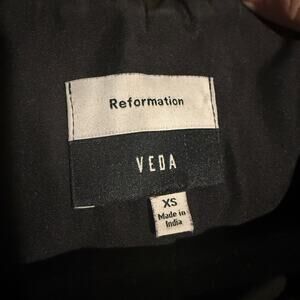 Reformation
VEDA
XS
Made in
India